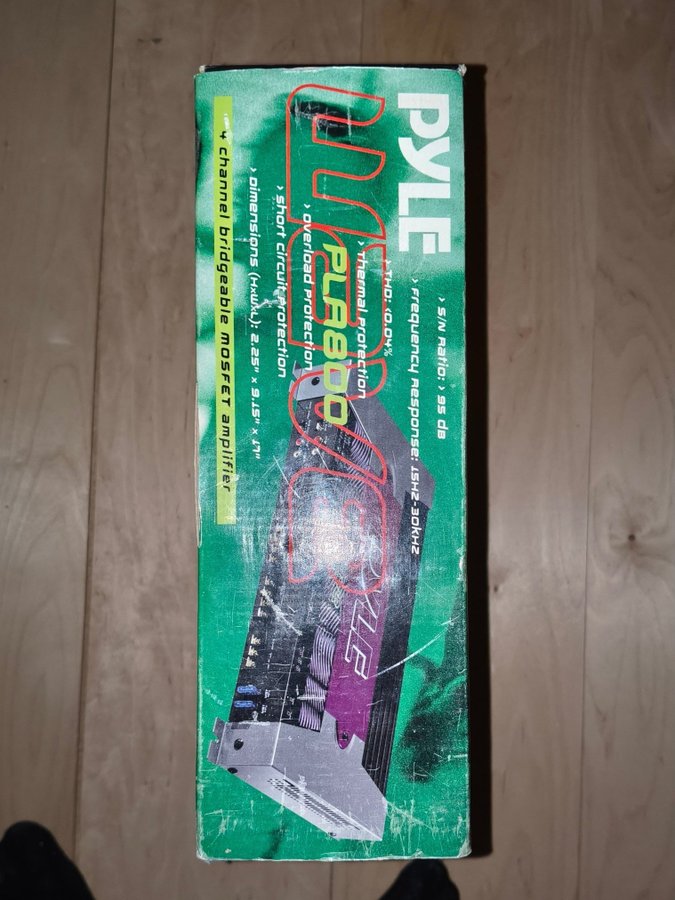 PYLE
> S/N Ratio: > 95 dB
> Frequency Response: 15Hz-30kHz
> THD: <0.04%
> Thermal Protection
PLA800
> Overload Protection
> Short Circuit Protection
> Dimensions (HxWxL): 2.25" x 9.15" x 17"
4 channel bridgeable MOSFET amplifier
PYLE